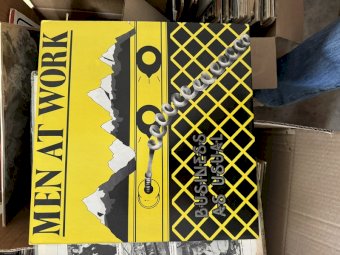 MEN AT WORK
BUSINESS
AS USUAL